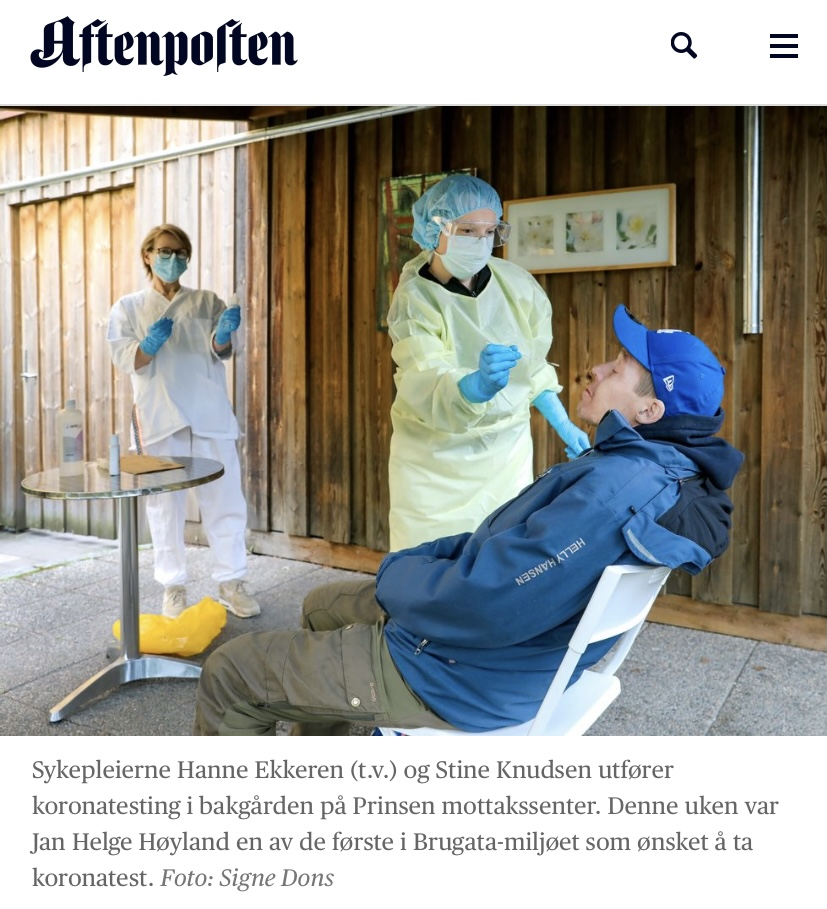 Aftenposten
HELLY HANSEN
Sykepleierne Hanne Ekkeren (t.v.) og Stine Knudsen utfører
koronatesting i bakgården på Prinsen mottakssenter. Denne uken var
Jan Helge Høyland en av de første i Brugata-miljøet som ønsket å ta
koronatest. Foto: Signe Dons